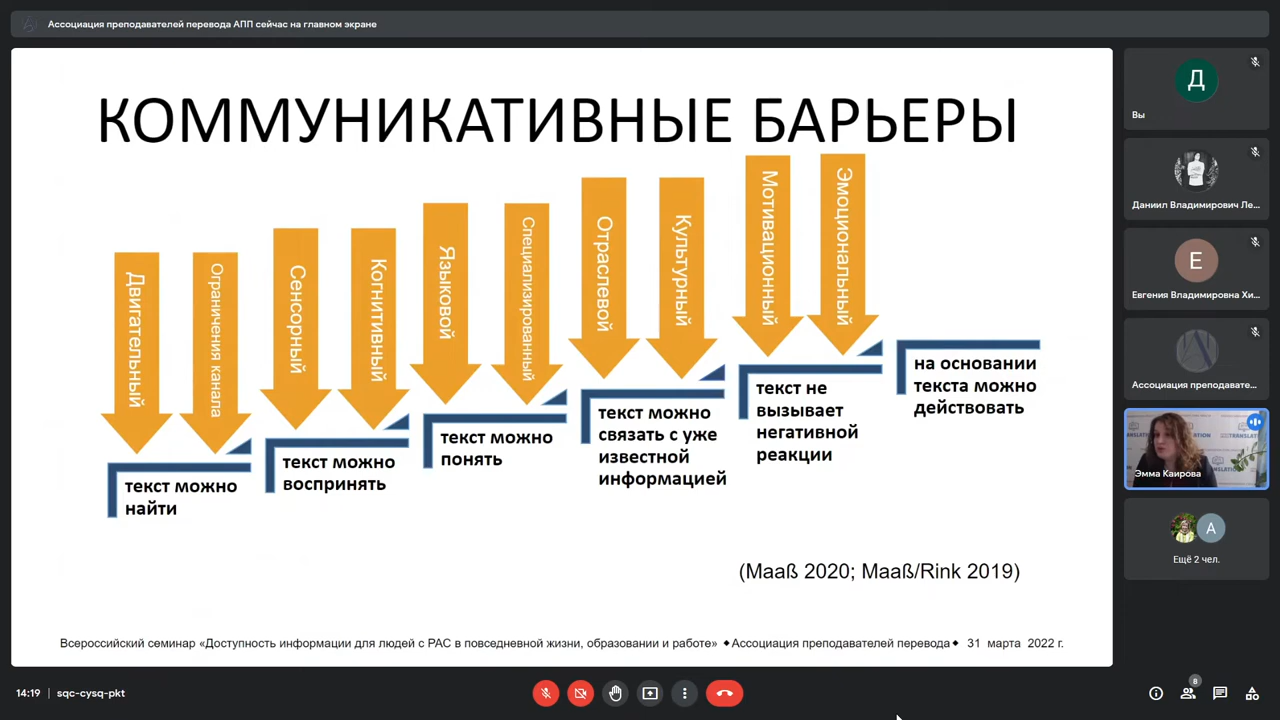 Ассоциация преподавателей перевода АПП сейчас на главном экране
КОММУНИКАТИВНЫЕ БАРЬЕРЫ
Двигательный
Ограничения канала
Сенсорный
Когнитивный
Языковой
Специализированный
Отраслевой
Культурный
Мотивационный
Эмоциональный
текст можно
найти
текст можно
воспринять
текст можно
понять
текст можно
связать с уже
известной
информацией
текст не
вызывает
негативной
реакции
на основании
текста можно
действовать
(Maaß 2020; Maaß/Rink 2019)
Всероссийский семинар «Доступность информации для людей с РАС в повседневной жизни, образовании и работе» ◆Ассоциация преподавателей перевода◆ 31 марта 2022 г.
Д
Вы
Даниил Владимирович Ле...
Е
Евгения Владимировна Хи...
Ассоциация преподавате...
TRANSLATION
Эмма Каирова
А
Ещё 2 чел.
14:19 | sqc-cysq-pkt
8